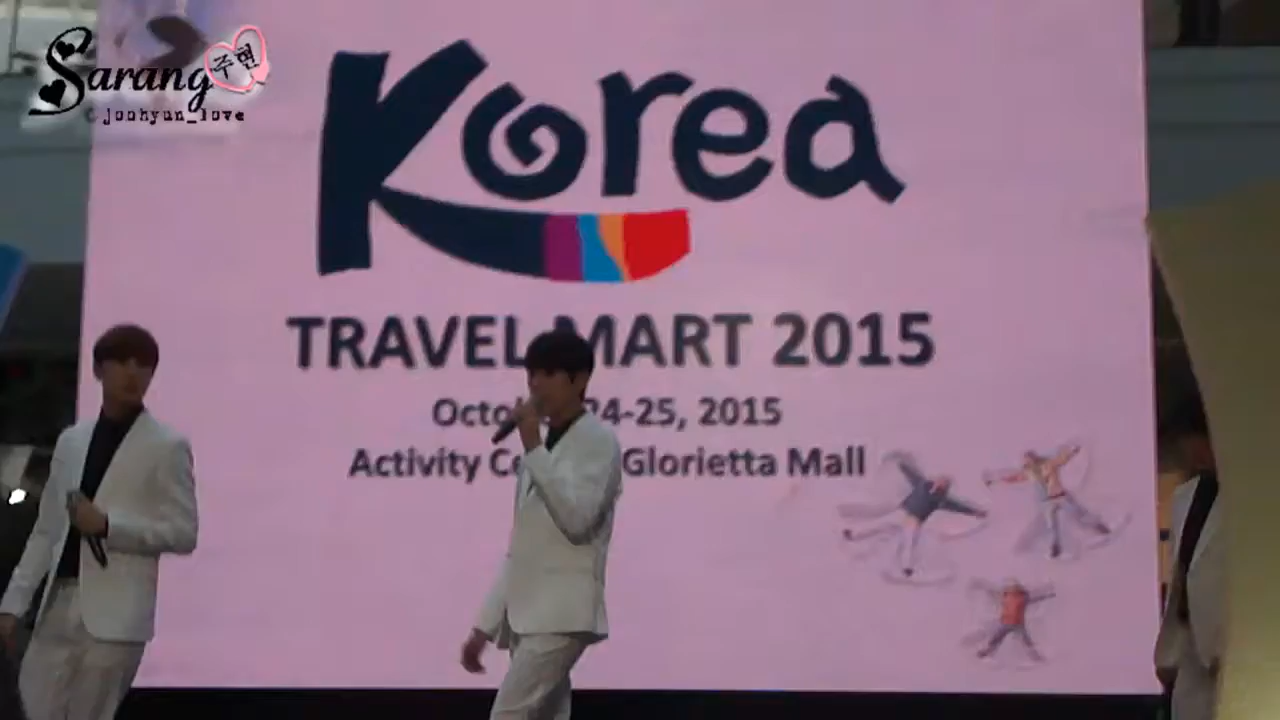 Sarang 주현
© joohyun_love
Korea
TRAVEL MART 2015
24-25, 2015
Activity Glorietta Mall